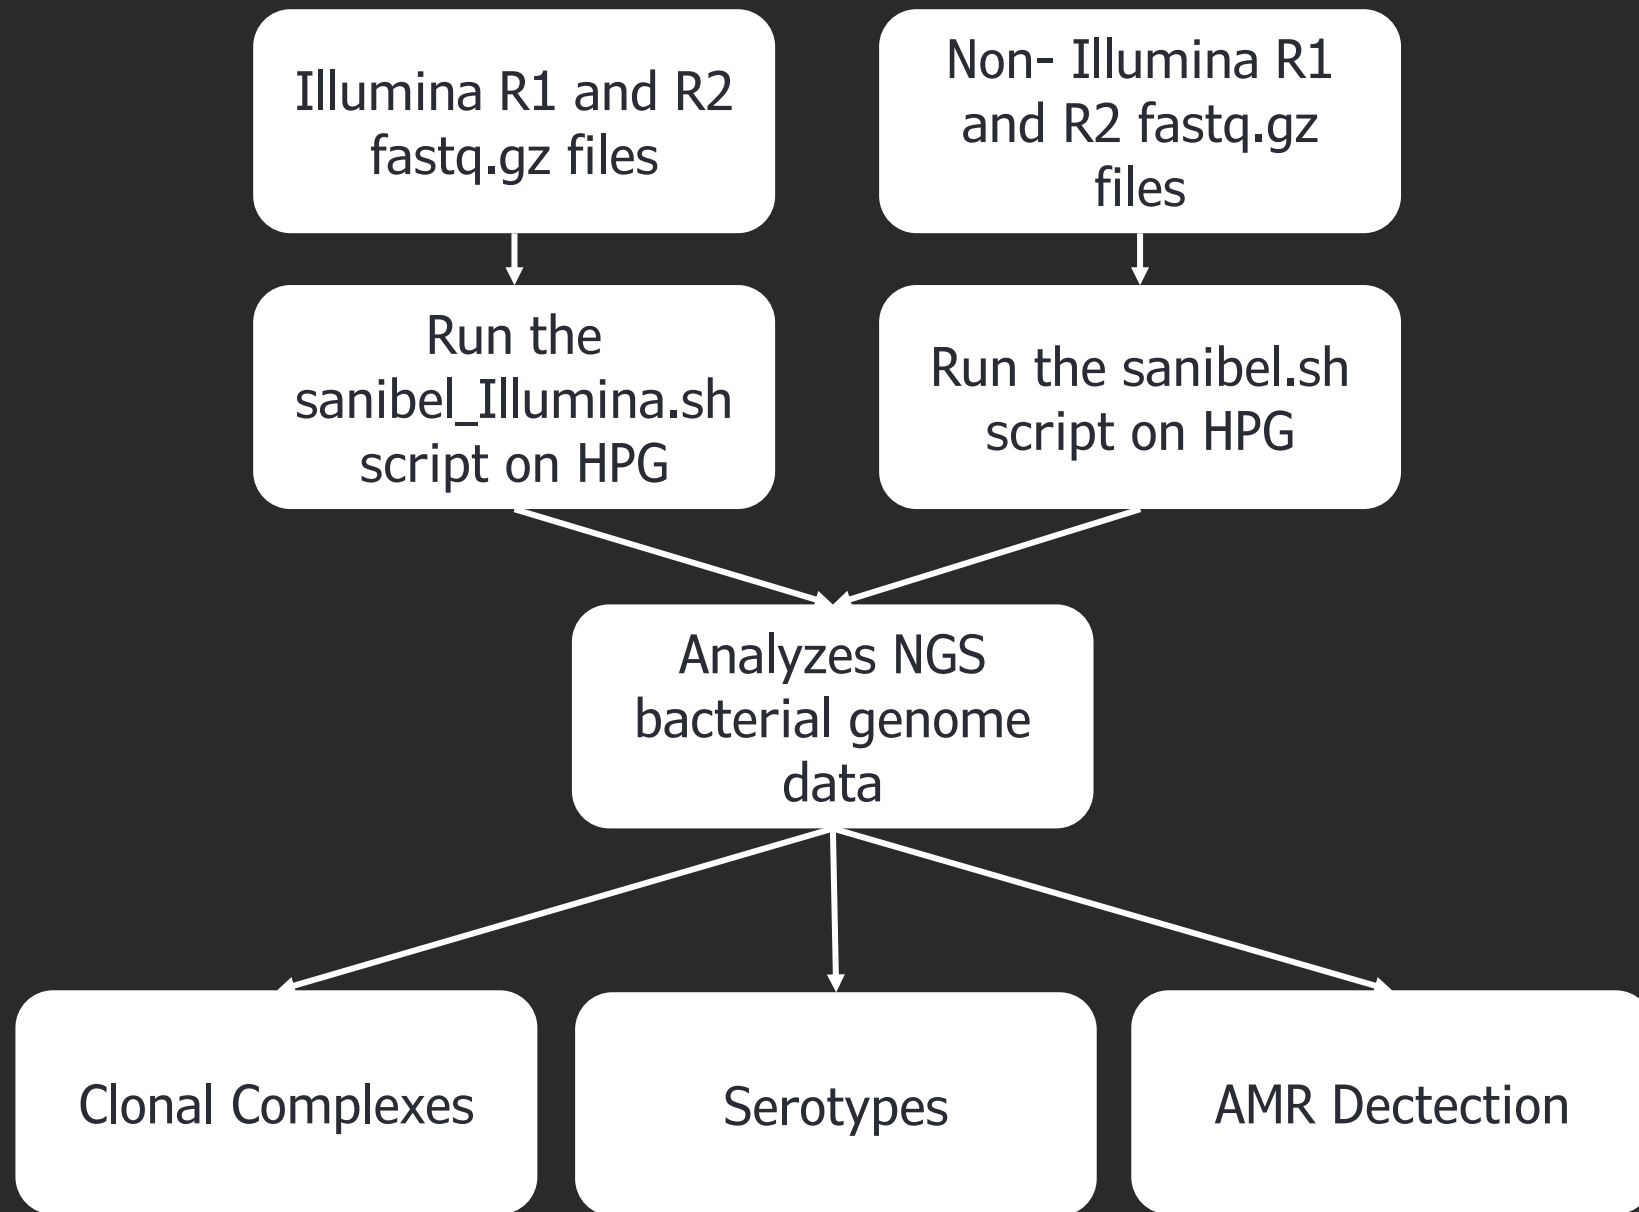 Illumina R1 and R2
fastq.gz files
Non- Illumina R1
and R2 fastq.gz
files
Run the
sanibel_Illumina.sh
script on HPG
Run the sanibel.sh
script on HPG
Analyzes NGS
bacterial genome
data
Clonal Complexes
Serotypes
AMR Dectection